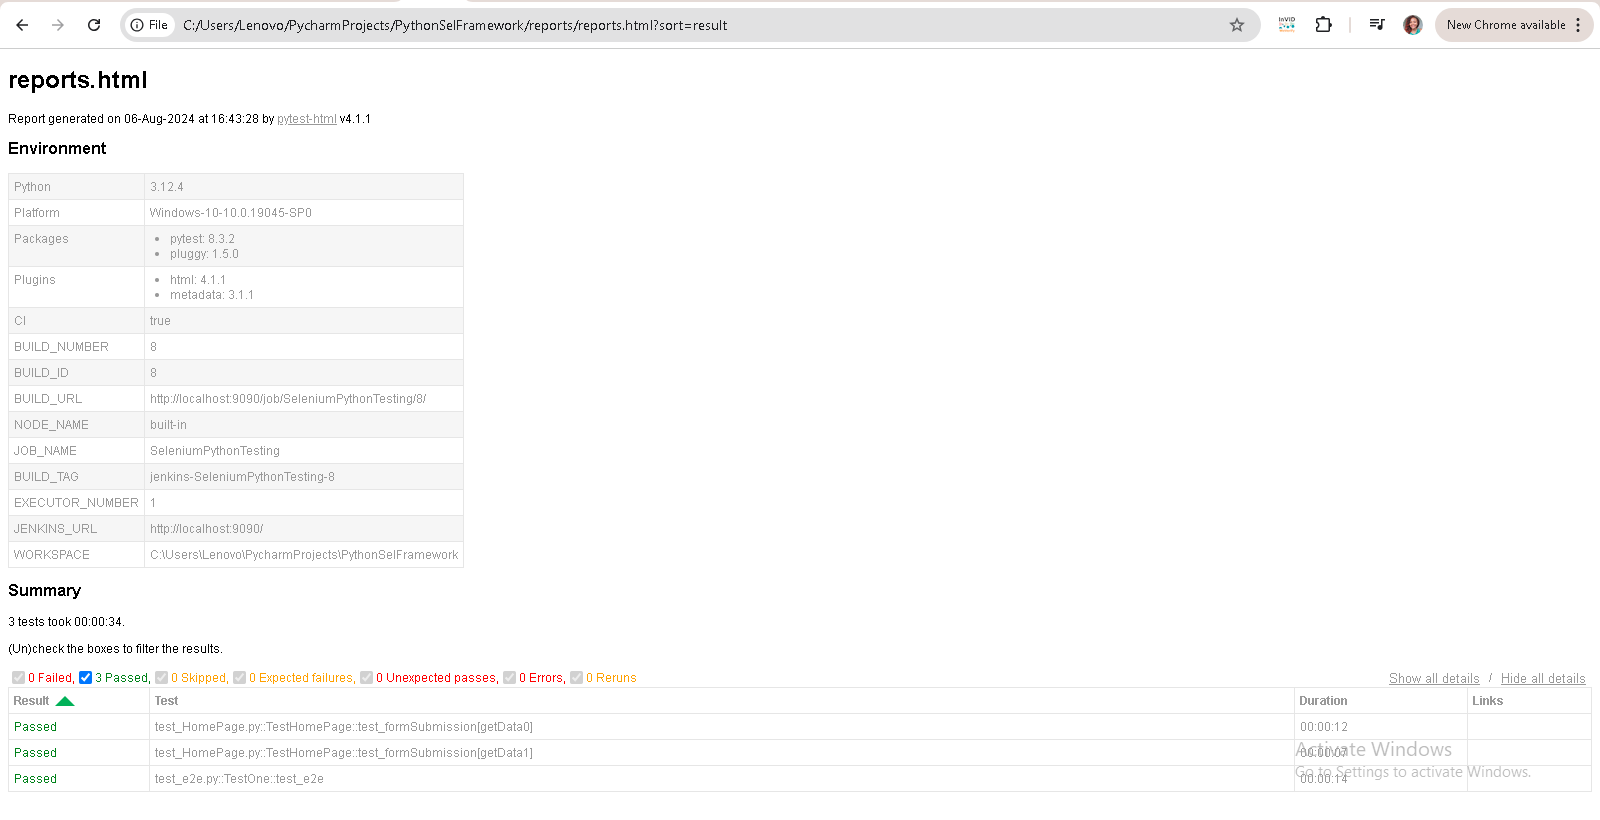 File C:/Users/Lenovo/PycharmProjects/PythonSelFramework/reports/reports.html?sort=result InVID New Chrome available
reports.html
Report generated on 06-Aug-2024 at 16:43:28 by pytest-html v4.1.1
Environment
Python 3.12.4
Platform Windows-10-10.0.19045-SP0
Packages
• pytest: 8.3.2
• pluggy: 1.5.0
Plugins
• html: 4.1.1
• metadata: 3.1.1
CI true
BUILD_NUMBER 8
BUILD_ID 8
BUILD_URL http://localhost:9090/job/SeleniumPythonTesting/8/
NODE_NAME built-in
JOB_NAME SeleniumPythonTesting
BUILD_TAG jenkins-SeleniumPythonTesting-8
EXECUTOR_NUMBER 1
JENKINS_URL http://localhost:9090/
WORKSPACE C:\Users\Lenovo\PycharmProjects\PythonSelFramework
Summary
3 tests took 00:00:34.
(Un)check the boxes to filter the results.
0 Failed, 3 Passed, 0 Skipped, 0 Expected failures, 0 Unexpected passes, 0 Errors, 0 Reruns Show all details / Hide all details
Result Test Duration Links
Passed test_HomePage.py::TestHomePage::test_formSubmission[getData0] 00:00:12
Passed test_HomePage.py::TestHomePage::test_formSubmission[getData1] 00:00:07
Passed test_e2e.py::TestOne::test_e2e 00:00:14
Activate Windows
Go to Settings to activate Windows.